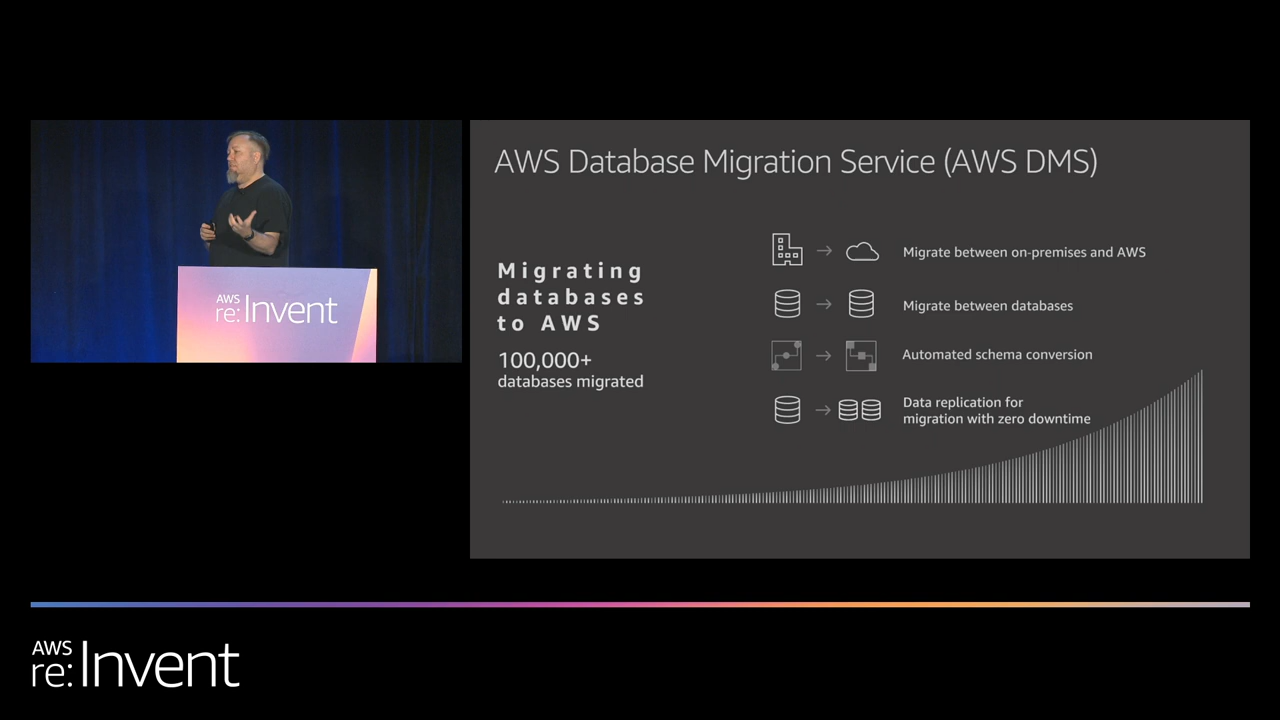 AWS
re:Invent
AWS Database Migration Service (AWS DMS)
Migrating
databases
to AWS
100,000+
databases migrated
Migrate between on-premises and AWS
Migrate between databases
Automated schema conversion
Data replication for
migration with zero downtime
AWS
re:Invent